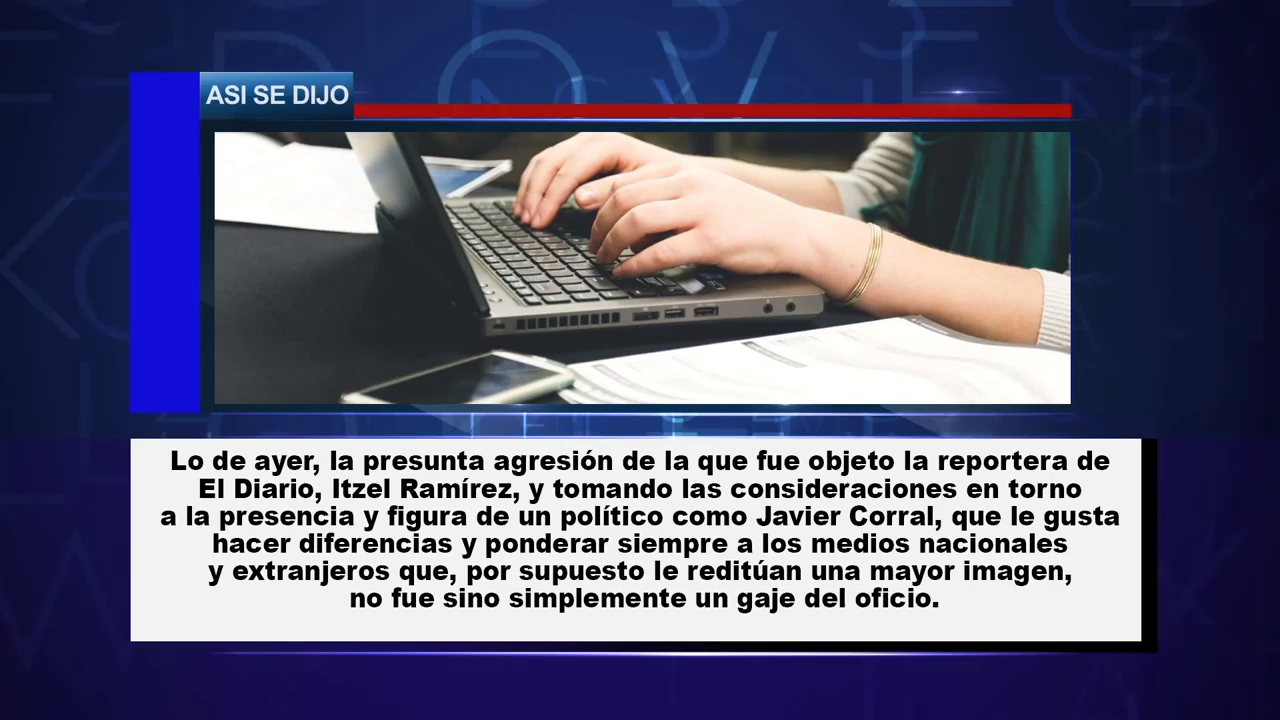 ASI SE DIJO
Lo de ayer, la presunta agresión de la que fue objeto la reportera de
El Diario, Itzel Ramírez, y tomando las consideraciones en torno
a la presencia y figura de un político como Javier Corral, que le gusta
hacer diferencias y ponderar siempre a los medios nacionales
y extranjeros que, por supuesto le reditúan una mayor imagen,
no fue sino simplemente un gaje del oficio.